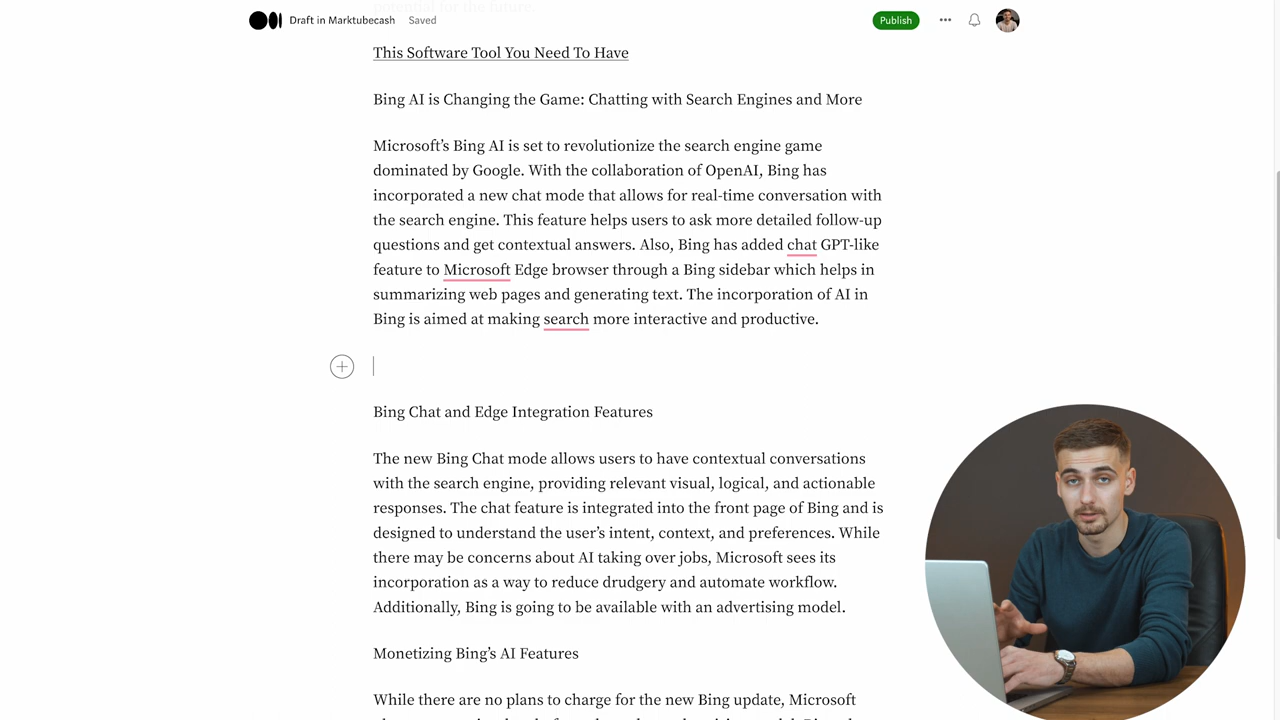 potential for the future.
Draft in Marktubecash Saved Publish
This Software Tool You Need To Have
Bing AI is Changing the Game: Chatting with Search Engines and More
Microsoft’s Bing AI is set to revolutionize the search engine game
dominated by Google. With the collaboration of OpenAI, Bing has
incorporated a new chat mode that allows for real-time conversation with
the search engine. This feature helps users to ask more detailed follow-up
questions and get contextual answers. Also, Bing has added chat GPT-like
feature to Microsoft Edge browser through a Bing sidebar which helps in
summarizing web pages and generating text. The incorporation of AI in
Bing is aimed at making search more interactive and productive.
Bing Chat and Edge Integration Features
The new Bing Chat mode allows users to have contextual conversations
with the search engine, providing relevant visual, logical, and actionable
responses. The chat feature is integrated into the front page of Bing and is
designed to understand the user’s intent, context, and preferences. While
there may be concerns about AI taking over jobs, Microsoft sees its
incorporation as a way to reduce drudgery and automate workflow.
Additionally, Bing is going to be available with an advertising model.
Monetizing Bing’s AI Features
While there are no plans to charge for the new Bing update, Microsoft